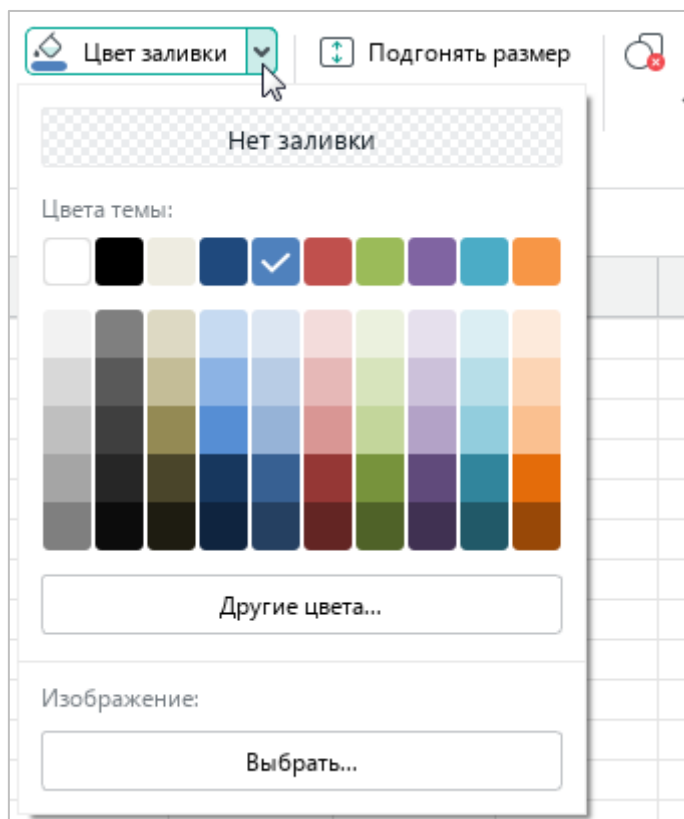 Цвет заливки
Подгонять размер
Нет заливки
Цвета темы:
Другие цвета...
Изображение:
Выбрать...